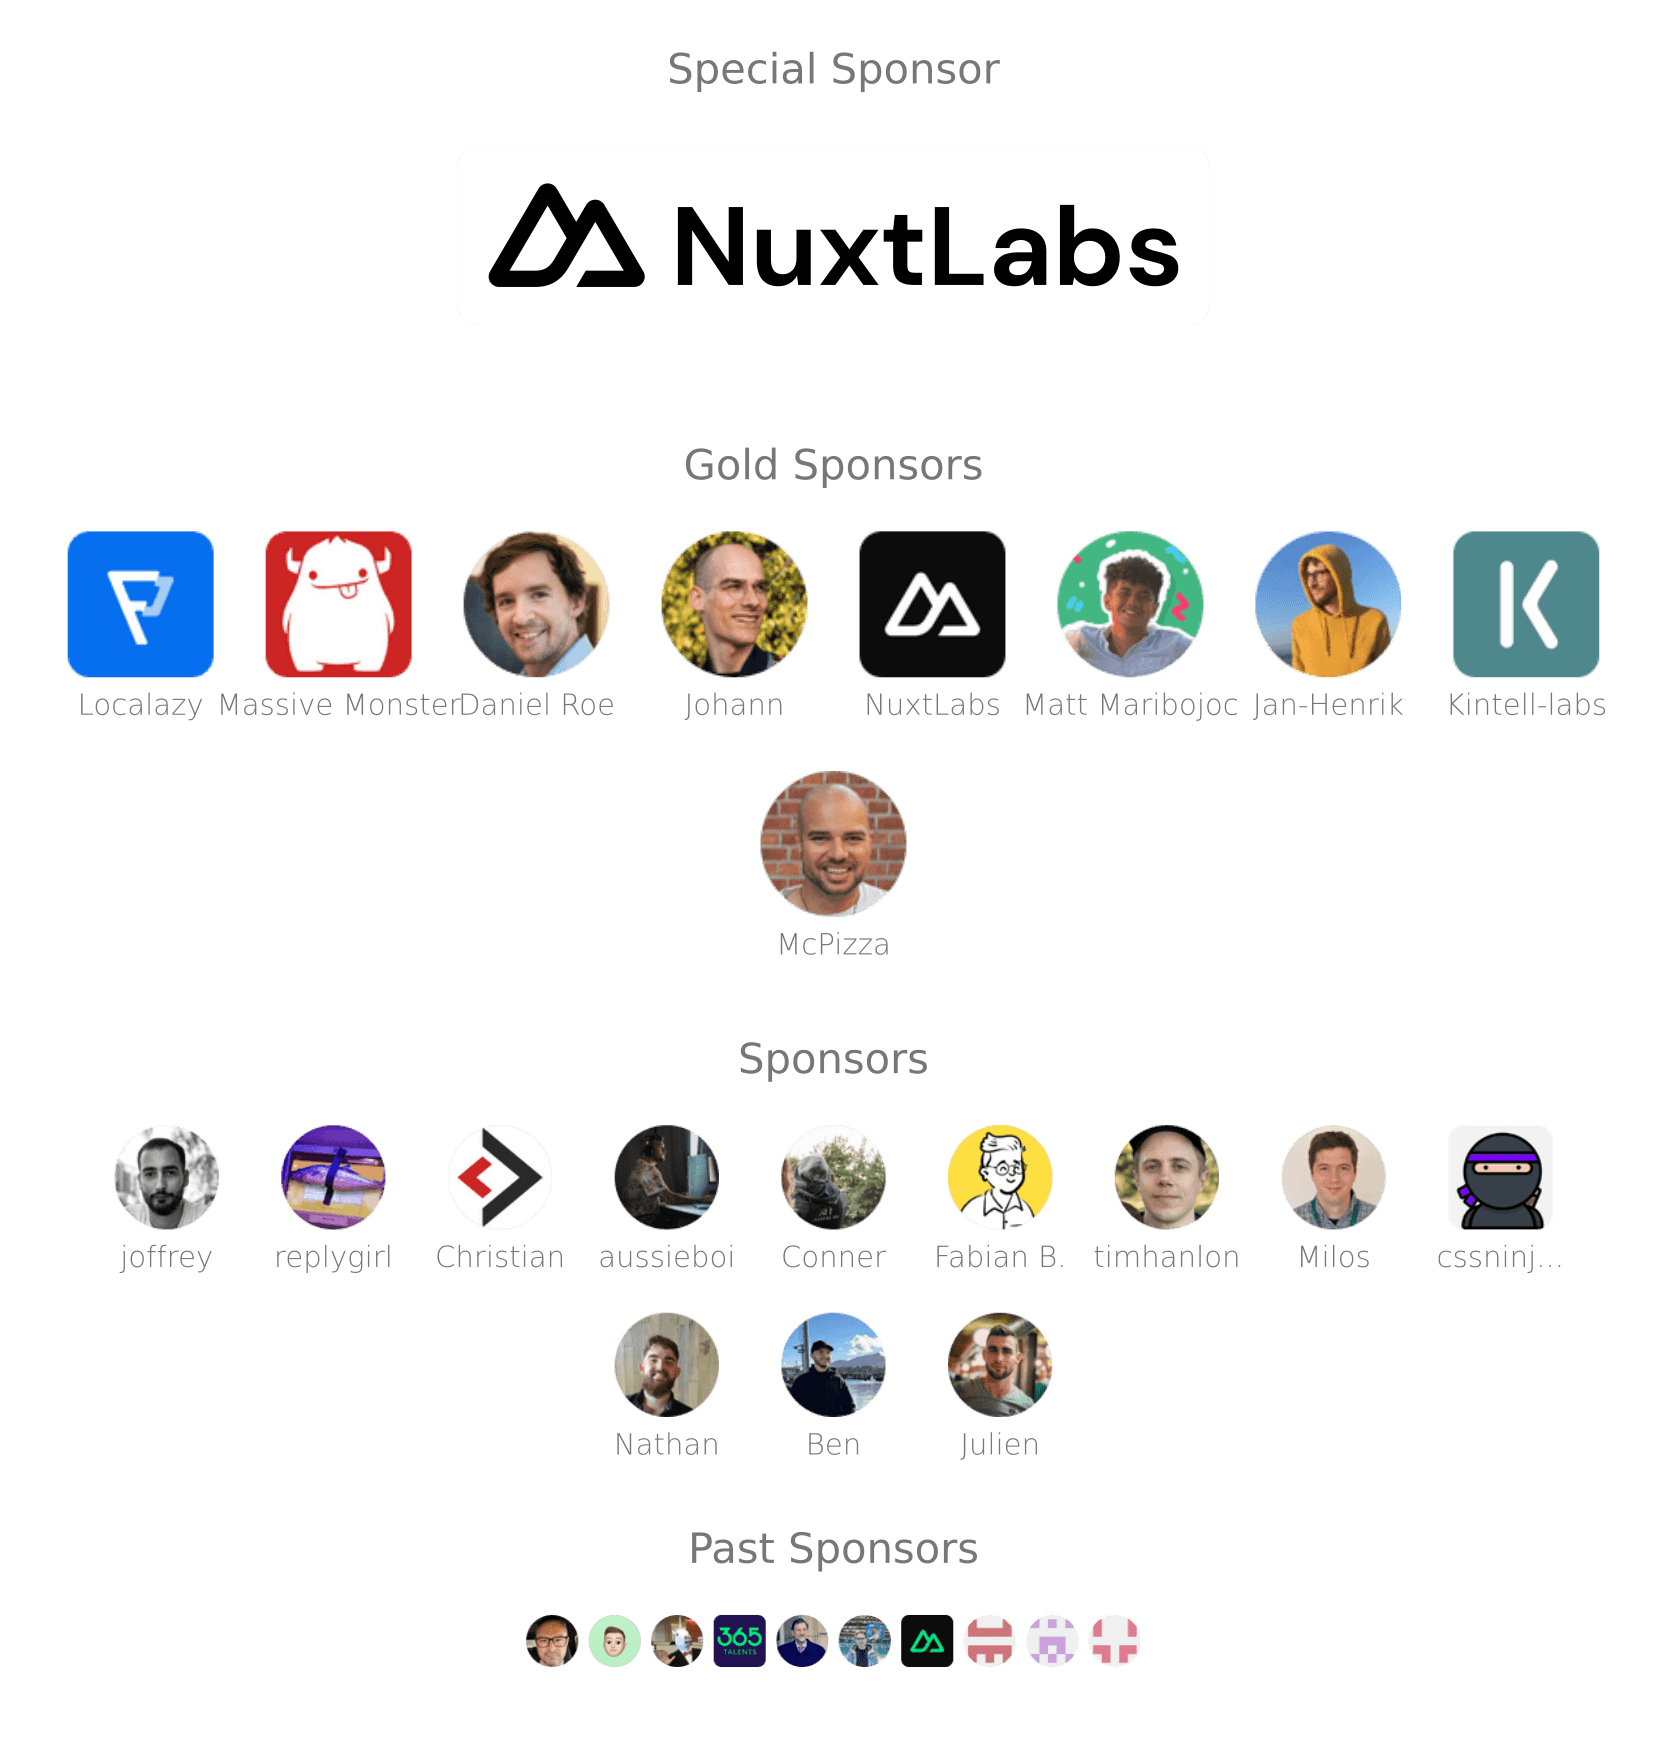 Special Sponsor
NuxtLabs
Gold Sponsors
Localazy Massive Monster Daniel Roe Johann NuxtLabs Matt Maribojoc Jan-Henrik Kintell-labs
McPizza
Sponsors
joffrey replygirl Christian aussieboi Conner Fabian B. timhanlon Milos cssninj...
Nathan Ben Julien
Past Sponsors
365
TALENTS